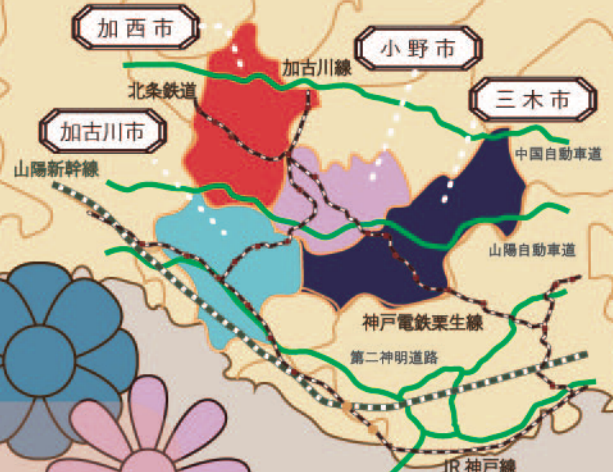 加西市
小野市
加古川線
北条鉄道
三木市
加古川市
中国自動車道
山陽新幹線
山陽自動車道
神戸電鉄粟生線
第二神明道路
JR神戸線